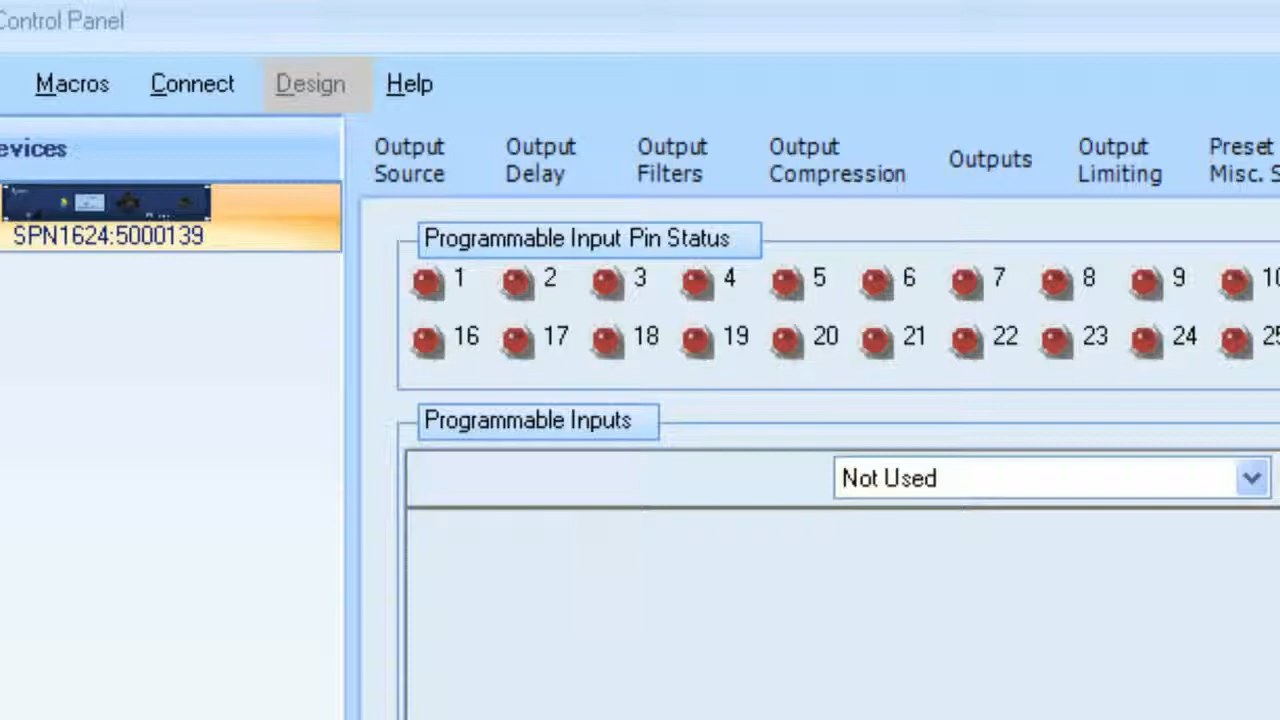 Control Panel
Macros Connect Design Help
evices
Output Source
Output Delay
Output Filters
Output Compression
Outputs
Output Limiting
Preset
Misc. S
SPN1624:5000139
Programmable Input Pin Status
1 2 3 4 5 6 7 8 9 10
16 17 18 19 20 21 22 23 24 25
Programmable Inputs
Not Used